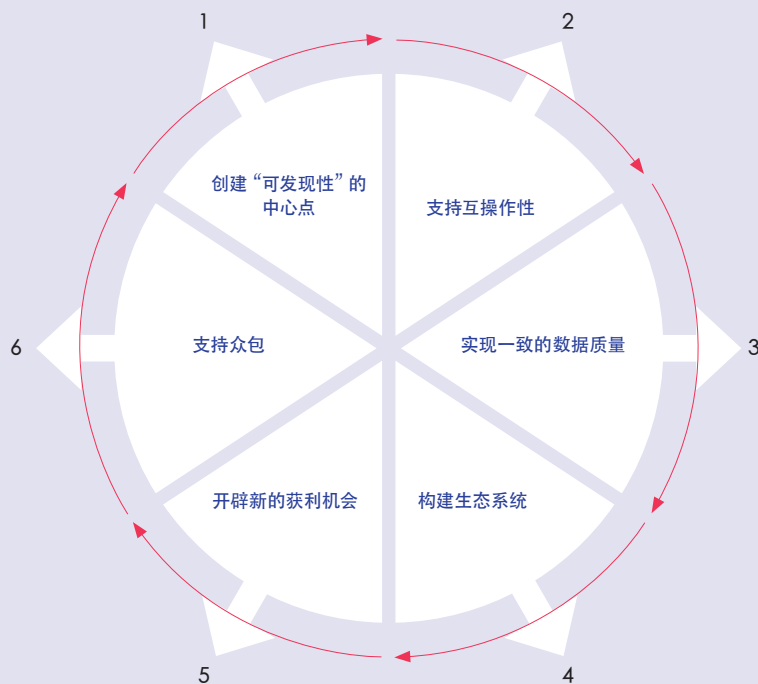 1
2
创建“可发现性”的
中心点
支持互操作性
6
支持众包
实现一致的数据质量
3
开辟新的获利机会
构建生态系统
5
4